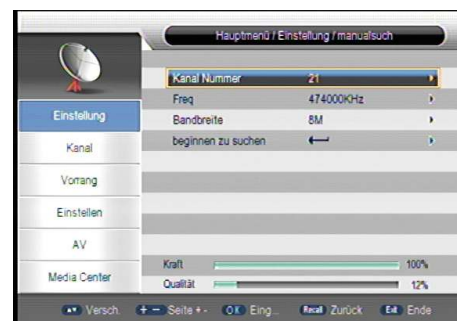 Hauptmenü / Einstellung / manualsuch
Kanal Nummer 21
Freq 474000KHz
Bandbreite 8M
beginnen zu suchen
Einstellung
Kanal
Vorrang
Einstellen
AV
Media Center
Kraft 100%
Qualität 12%
Versch. + - Seite + - OK Eing... Recall Zurück Exit Ende